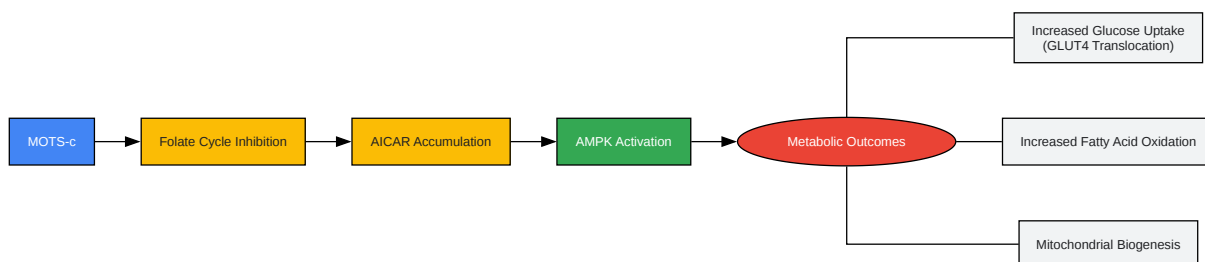 MOTS-c
Folate Cycle Inhibition
AICAR Accumulation
AMPK Activation
Metabolic Outcomes
Increased Glucose Uptake
(GLUT4 Translocation)
Increased Fatty Acid Oxidation
Mitochondrial Biogenesis